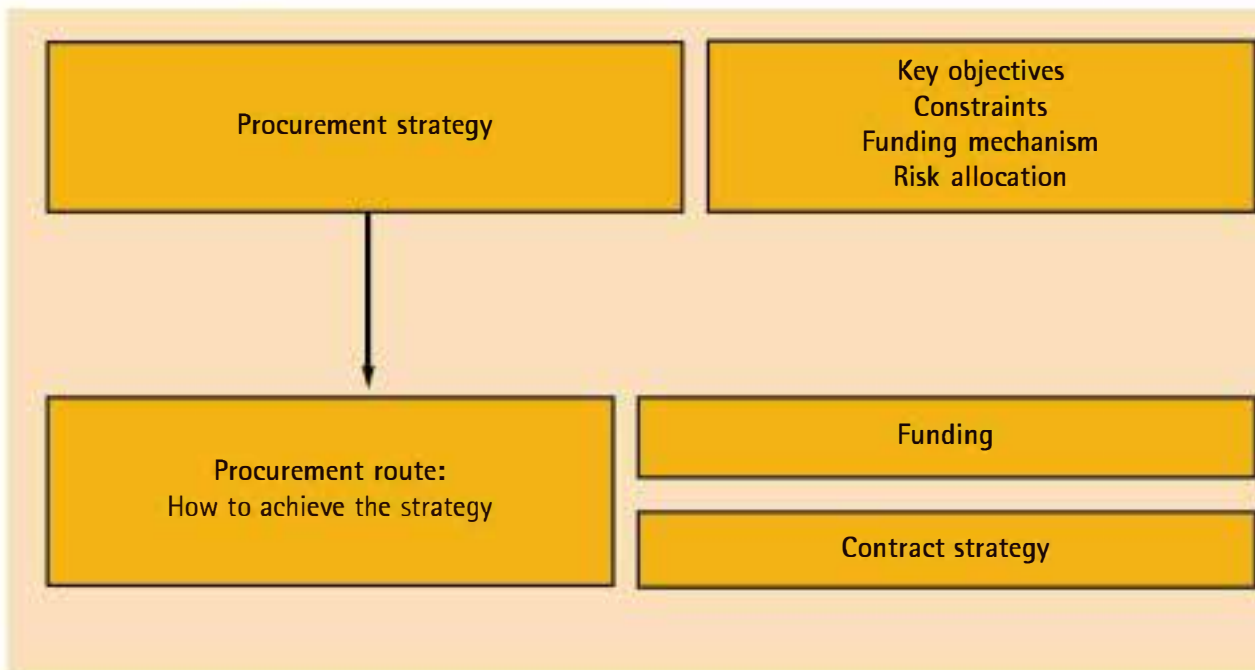 Procurement strategy
Key objectives
Constraints
Funding mechanism
Risk allocation
Procurement route:
How to achieve the strategy
Funding
Contract strategy